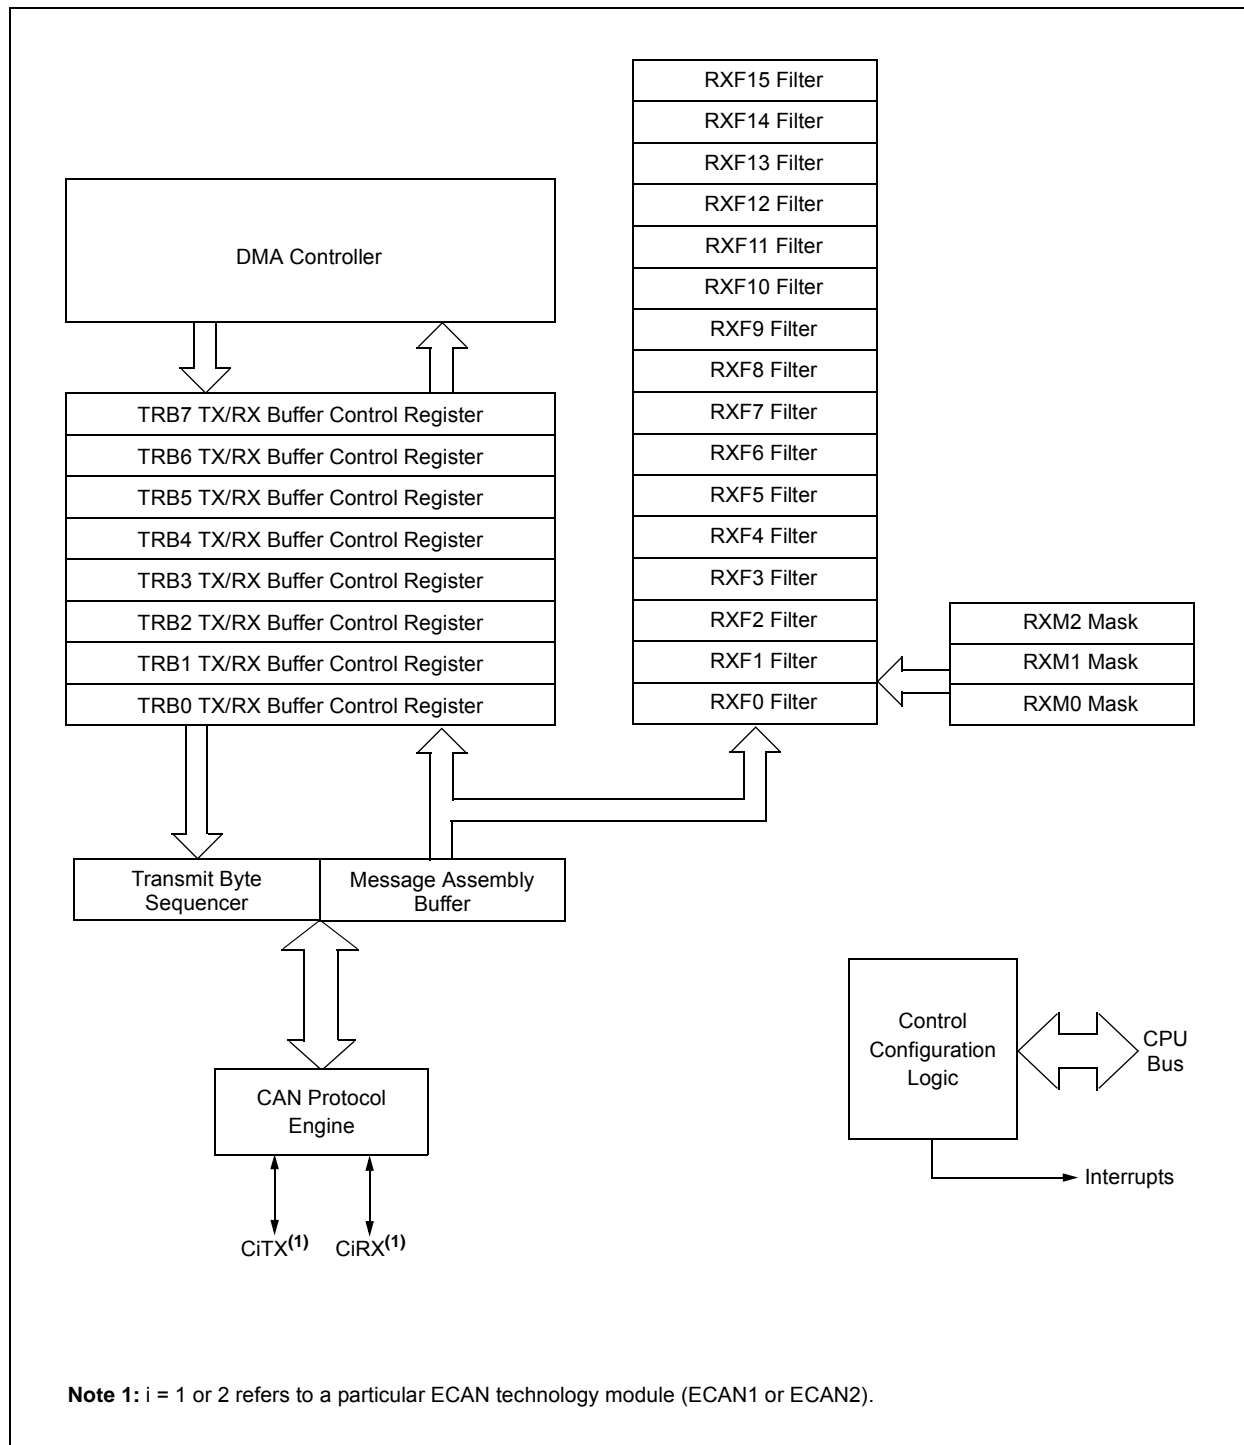 RXF15 Filter
RXF14 Filter
RXF13 Filter
RXF12 Filter
RXF11 Filter
RXF10 Filter
RXF9 Filter
RXF8 Filter
RXF7 Filter
RXF6 Filter
RXF5 Filter
RXF4 Filter
RXF3 Filter
RXF2 Filter
RXF1 Filter
RXF0 Filter
DMA Controller
TRB7 TX/RX Buffer Control Register
TRB6 TX/RX Buffer Control Register
TRB5 TX/RX Buffer Control Register
TRB4 TX/RX Buffer Control Register
TRB3 TX/RX Buffer Control Register
TRB2 TX/RX Buffer Control Register
TRB1 TX/RX Buffer Control Register
TRB0 TX/RX Buffer Control Register
RXM2 Mask
RXM1 Mask
RXM0 Mask
Transmit Byte
Sequencer
Message Assembly
Buffer
CAN Protocol
Engine
CiTX(1)
CiRX(1)
Control
Configuration
Logic
CPU
Bus
Interrupts
Note 1: i = 1 or 2 refers to a particular ECAN technology module (ECAN1 or ECAN2).